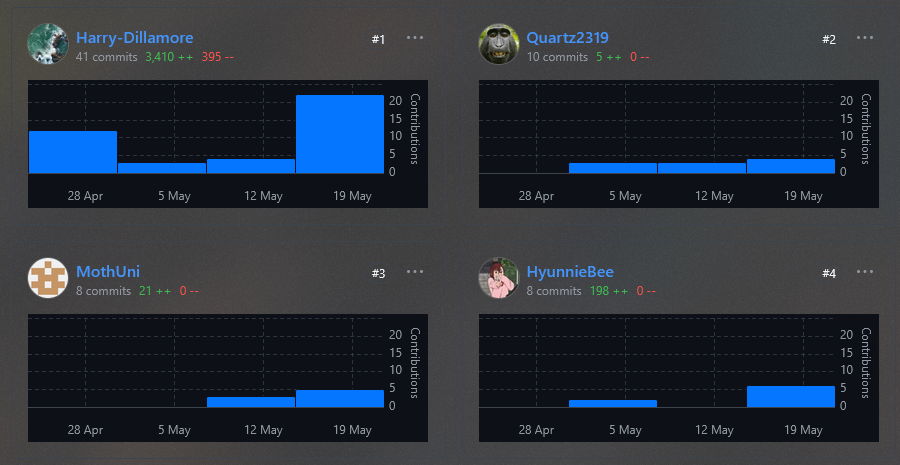 Harry-Dillamore #1
41 commits 3,410 ++ 395 --
20
15
10
5
0
Contributions
28 Apr 5 May 12 May 19 May
Quartz2319 #2
10 commits 5 ++ 0 --
20
15
10
5
0
Contributions
28 Apr 5 May 12 May 19 May
MothUni #3
8 commits 21 ++ 0 --
20
15
10
5
0
Contributions
28 Apr 5 May 12 May 19 May
HyunnieBee #4
8 commits 198 ++ 0 --
20
15
10
5
0
Contributions
28 Apr 5 May 12 May 19 May